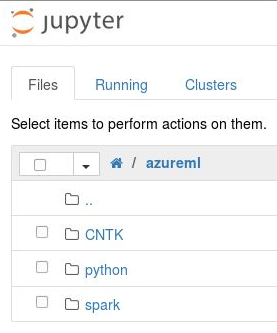 jupyter
Files Running Clusters
Select items to perform actions on them.
/ azureml
..
CNTK
python
spark